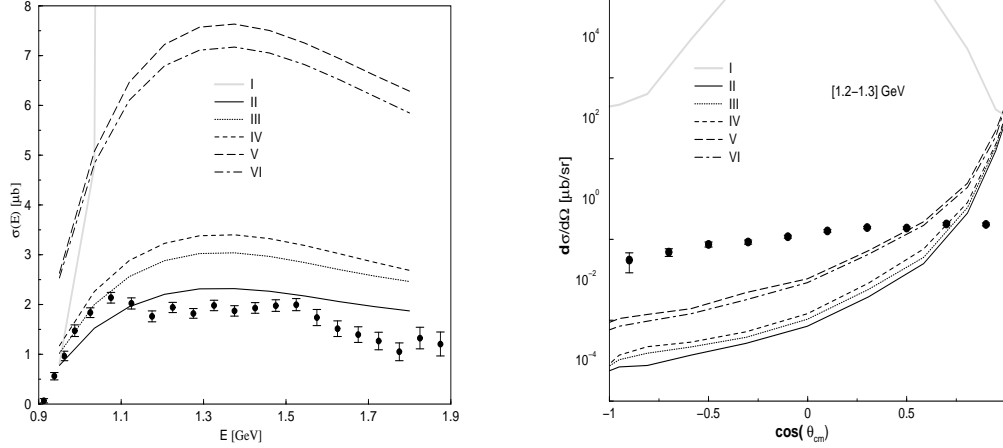 8
7
6
5
4
3
2
1
0
σ(E) [μb]
I
II
III
IV
V
VI
0.9
1.1
1.3
1.5
1.7
1.9
E [GeV]
10⁴
10²
10⁰
10⁻²
10⁻⁴
dσ/dΩ [μb/sr]
I
II
III
IV
V
VI
[1.2−1.3] GeV
-1
-0.5
0
0.5
1
cos(θcm)